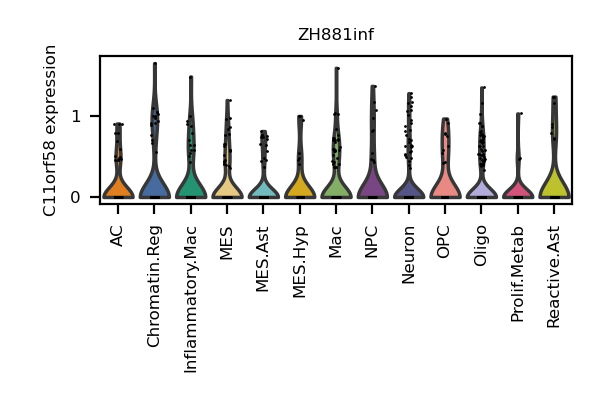 ZH881inf
C11orf58 expression
1
0
AC
Chromatin.Reg
Inflammatory.Mac
MES
MES.Ast
MES.Hyp
Mac
NPC
Neuron
OPC
Oligo
Prolif.Metab
Reactive.Ast